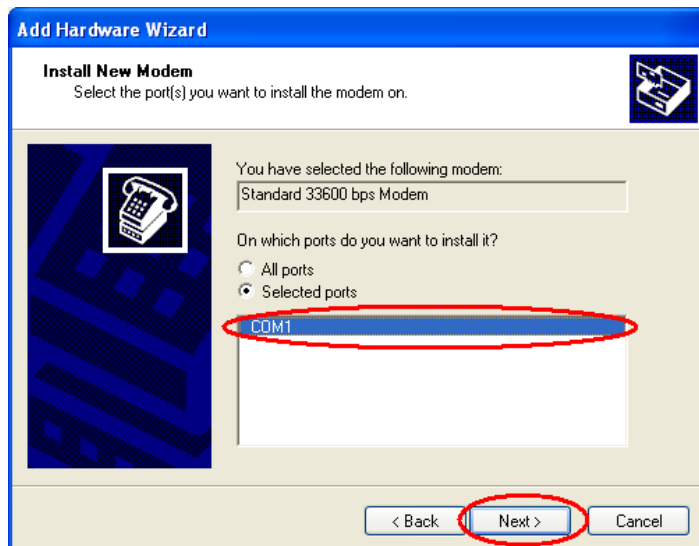 Add Hardware Wizard
Install New Modem
Select the port(s) you want to install the modem on.
You have selected the following modem:
Standard 33600 bps Modem
On which ports do you want to install it?
All ports
Selected ports
COM1
< Back Next > Cancel